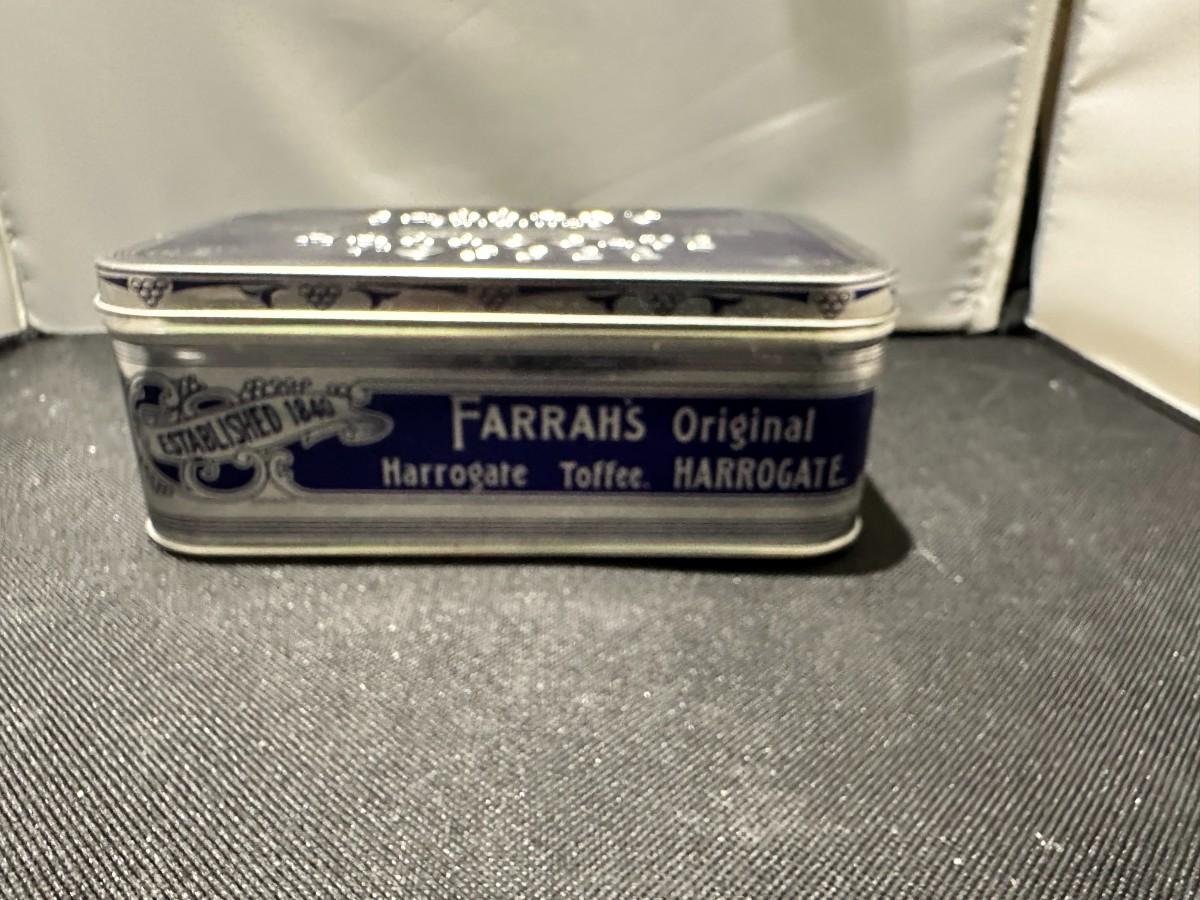 ESTABLISHED 1840
FARRAH'S Original
Harrogate Toffee. HARROGATE.